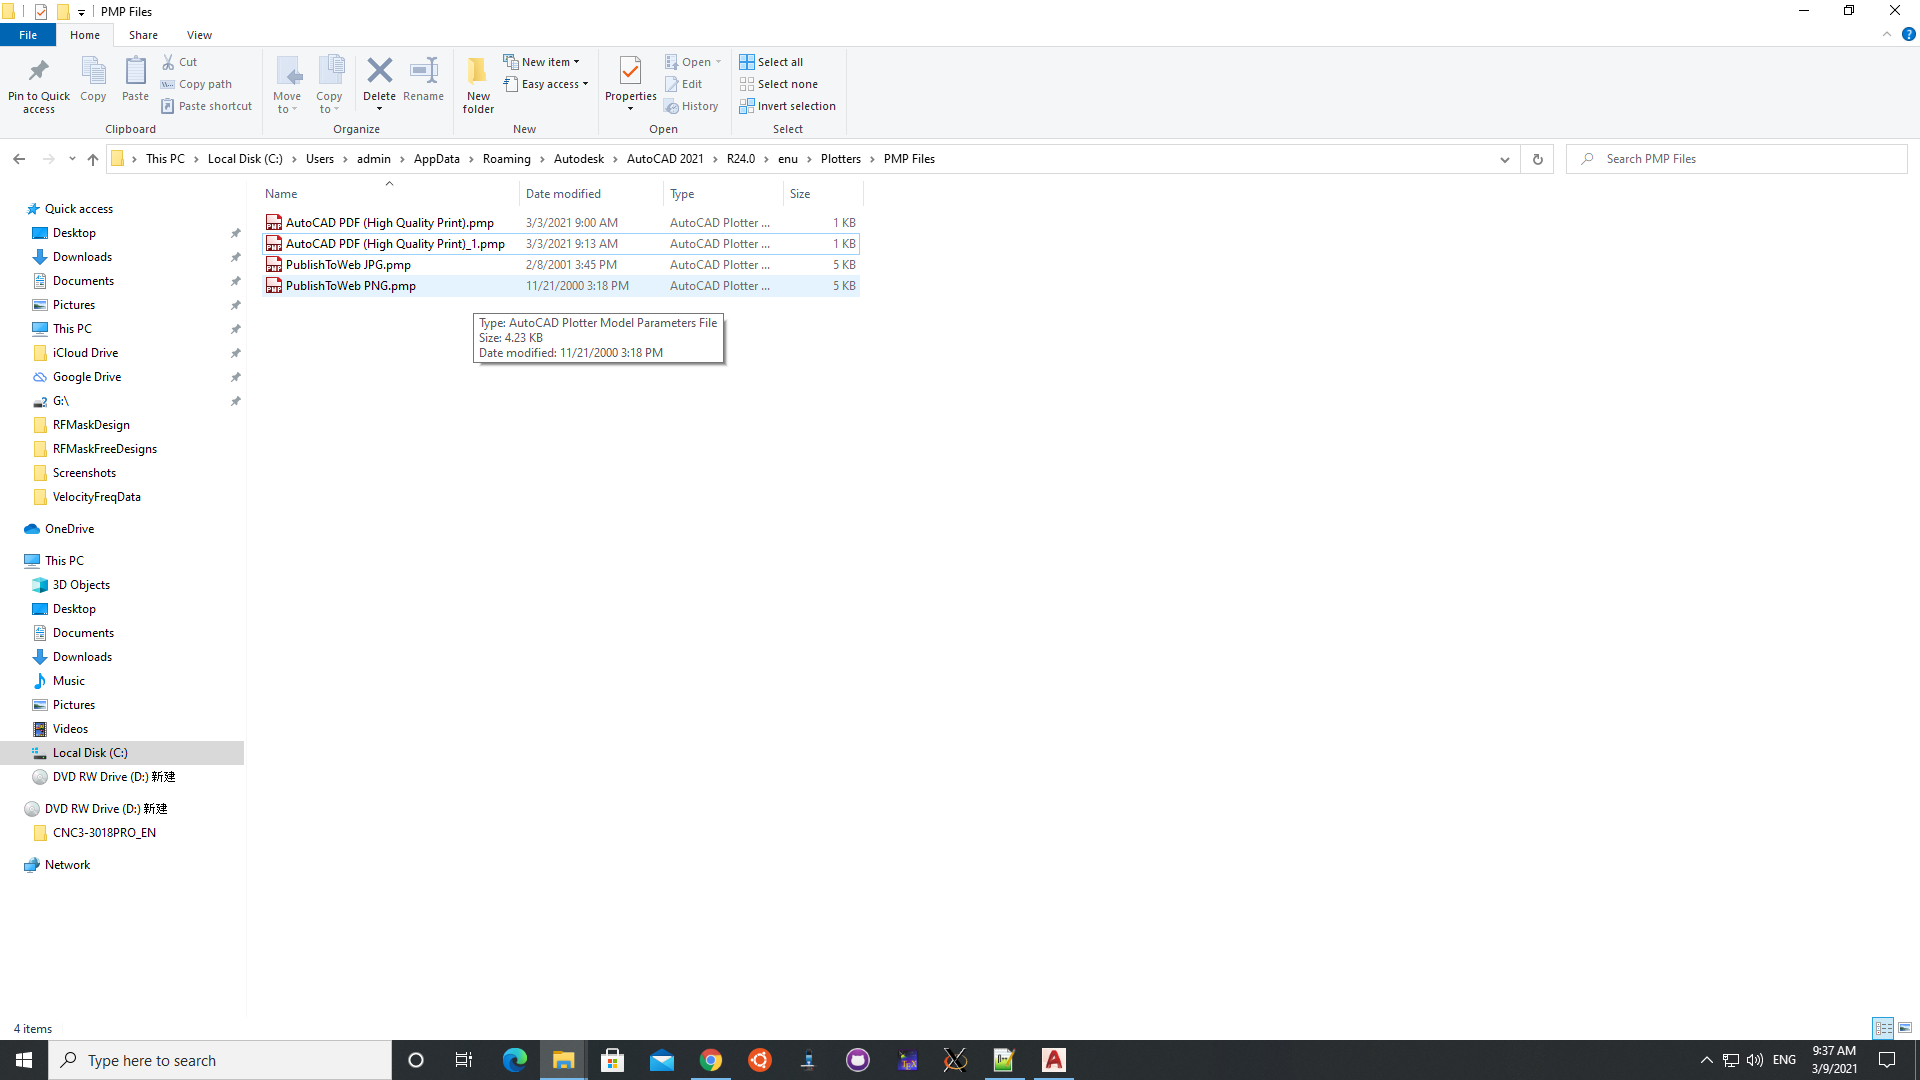 PMP Files
File Home Share View
Pin to Quick access
Copy
Paste
Cut
Copy path
Paste shortcut
Clipboard
Move to
Copy to
Delete
Rename
Organize
New folder
New item
Easy access
New
Properties
Open
Edit
History
Open
Select all
Select none
Invert selection
Select
This PC Local Disk (C:) Users admin AppData Roaming Autodesk AutoCAD 2021 R24.0 enu Plotters PMP Files
Search PMP Files
Quick access
Desktop
Downloads
Documents
Pictures
This PC
iCloud Drive
Google Drive
G:\
RFMaskDesign
RFMaskFreeDesigns
Screenshots
VelocityFreqData
OneDrive
This PC
3D Objects
Desktop
Documents
Downloads
Music
Pictures
Videos
Local Disk (C:)
DVD RW Drive (D:) 新建
DVD RW Drive (D:) 新建
CNC3-3018PRO_EN
Network
Name Date modified Type Size
AutoCAD PDF (High Quality Print).pmp 3/3/2021 9:00 AM AutoCAD Plotter ... 1 KB
AutoCAD PDF (High Quality Print)_1.pmp 3/3/2021 9:13 AM AutoCAD Plotter ... 1 KB
PublishToWeb JPG.pmp 2/8/2001 3:45 PM AutoCAD Plotter ... 5 KB
PublishToWeb PNG.pmp 11/21/2000 3:18 PM AutoCAD Plotter ... 5 KB
Type: AutoCAD Plotter Model Parameters File
Size: 4.23 KB
Date modified: 11/21/2000 3:18 PM
4 items
Type here to search
ENG
9:37 AM
3/9/2021